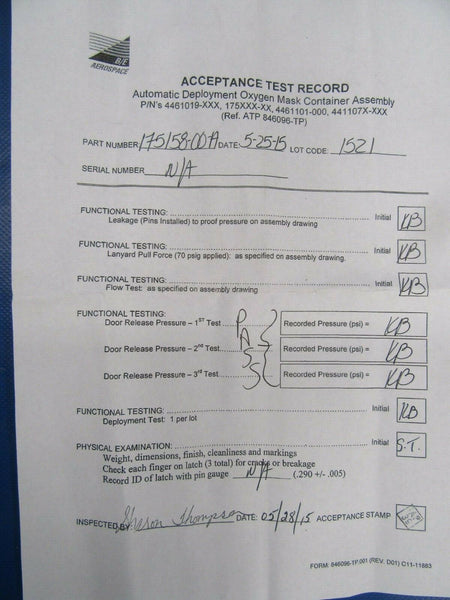 B/E
AEROSPACE
ACCEPTANCE TEST RECORD
Automatic Deployment Oxygen Mask Container Assembly
P/N's 4461019-XXX, 175XXX-XX, 4461101-000, 441107X-XXX
(Ref. ATP 846096-TP)
PART NUMBER 175158-00A DATE: 5-25-15 LOT CODE: 1521
SERIAL NUMBER N/A
FUNCTIONAL TESTING: Initial KB
Leakage (Pins Installed) to proof pressure on assembly drawing
FUNCTIONAL TESTING: Initial KB
Lanyard Pull Force (70 psig applied): as specified on assembly drawing.
FUNCTIONAL TESTING: Initial KB
Flow Test: as specified on assembly drawing
FUNCTIONAL TESTING:
Door Release Pressure – 1ST Test P Recorded Pressure (psi) = KB
A
Door Release Pressure – 2nd Test S Recorded Pressure (psi) = KB
Door Release Pressure – 3rd Test S Recorded Pressure (psi) = KB
FUNCTIONAL TESTING: Initial KB
Deployment Test: 1 per lot
PHYSICAL EXAMINATION: Initial S.T.
Weight, dimensions, finish, cleanliness and markings
Check each finger on latch (3 total) for cracks or breakage
Record ID of latch with pin gauge N/A (.290 +/- .005)
INSPECTED BY: Sharon Thompson DATE: 05/28/15 ACCEPTANCE STAMP
FORM: 846096-TP.001 (REV. D01) C11-11863